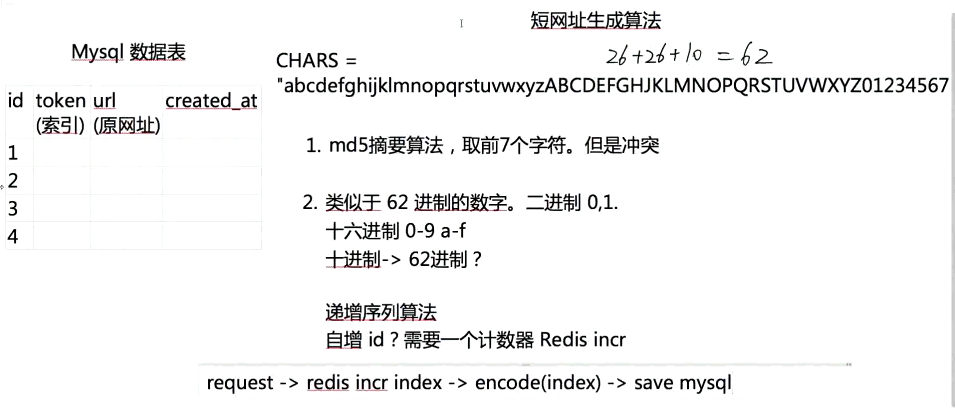 短网址生成算法
Mysql 数据表
26+26+10 = 62
CHARS =
"abcdefghijklmnopqrstuvwxyzABCDEFGHJKLMNOPQRSTUVWXYZ01234567
id token url created_at
(索引) (原网址)
1
2
3
4
1. md5摘要算法，取前7个字符。但是冲突
2. 类似于 62 进制的数字。二进制 0,1.
十六进制 0-9 a-f
十进制-> 62进制？
递增序列算法
自增 id？需要一个计数器 Redis incr
request -> redis incr index -> encode(index) -> save mysql